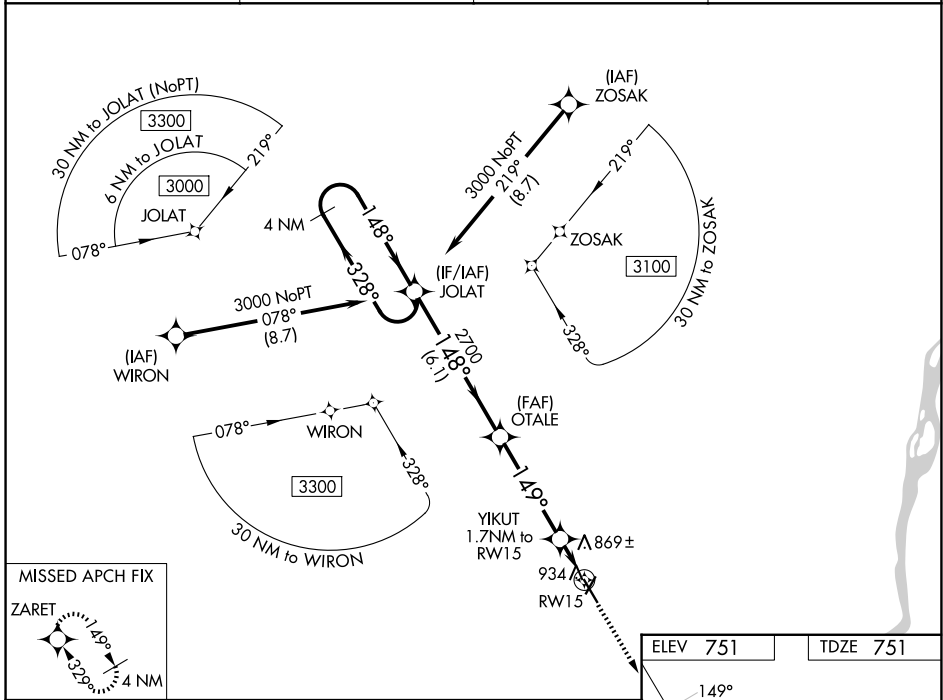 30 NM to JOLAT (NoPT)
3300
6 NM to JOLAT
3000
219°
JOLAT
078°
(IAF)
ZOSAK
3000 NoPT
219°
(8.7)
219°
ZOSAK
3100
30 NM to ZOSAK
328°
4 NM
148°
328°
(IF/IAF)
JOLAT
3000 NoPT
078°
(8.7)
(IAF)
WIRON
2700
148°
(6.1)
(FAF)
OTALE
078°
WIRON
328°
3300
30 NM to WIRON
149°
YIKUT
1.7NM to
RW15
869±
934
RW15
MISSED APCH FIX
ZARET
149°
329°
4 NM
ELEV 751
TDZE 751
149°